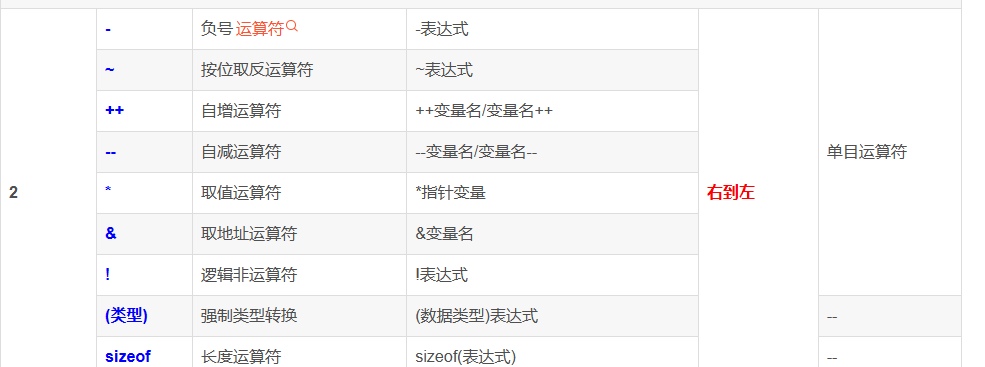 - 负号运算符 -表达式
~ 按位取反运算符 ~表达式
++ 自增运算符 ++变量名/变量名++
-- 自减运算符 --变量名/变量名-- 单目运算符
2 * 取值运算符 *指针变量 右到左
& 取地址运算符 &变量名
! 逻辑非运算符 !表达式
(类型) 强制类型转换 (数据类型)表达式 --
sizeof 长度运算符 sizeof(表达式) --